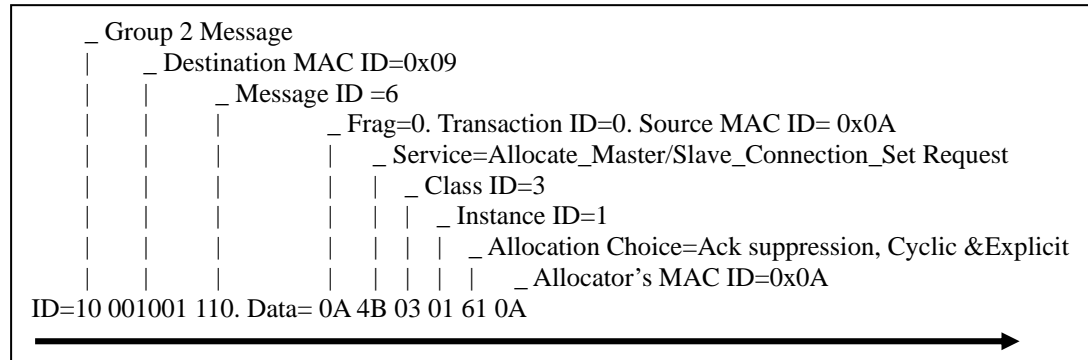 _ Group 2 Message
| _ Destination MAC ID=0x09
| | _ Message ID =6
| | | _ Frag=0. Transaction ID=0. Source MAC ID= 0x0A
| | | | _ Service=Allocate_Master/Slave_Connection_Set Request
| | | | | _ Class ID=3
| | | | | | _ Instance ID=1
| | | | | | | _ Allocation Choice=Ack suppression, Cyclic &Explicit
| | | | | | | | _ Allocator's MAC ID=0x0A
ID=10 001001 110. Data= 0A 4B 03 01 61 0A